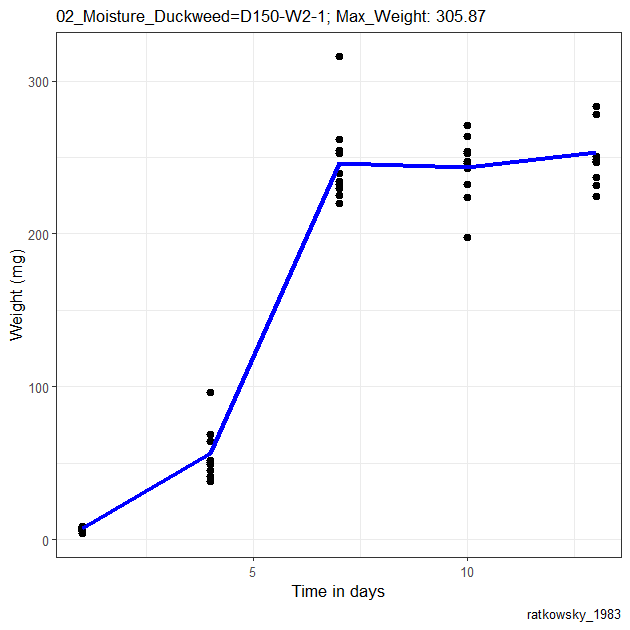 02_Moisture_Duckweed=D150-W2-1; Max_Weight: 305.87
300
200
100
0
Weight (mg)
5
10
Time in days
ratkowsky_1983